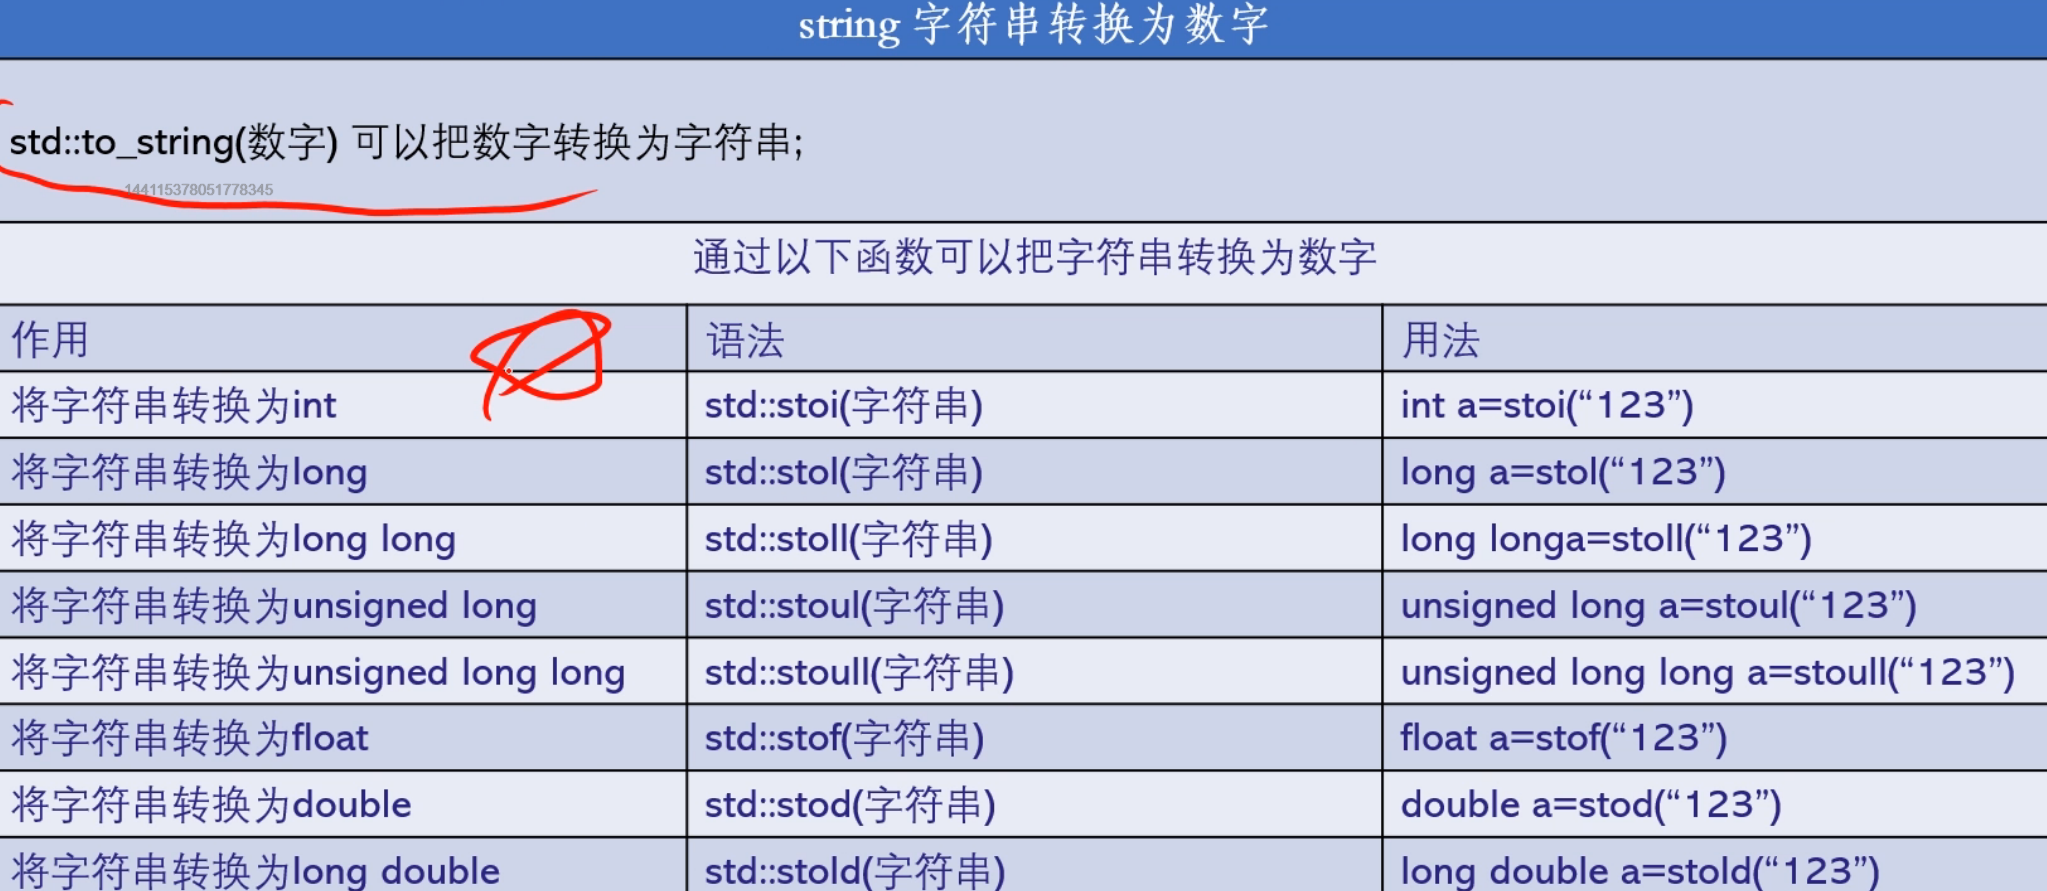 string 字符串转换为数字
std::to_string(数字) 可以把数字转换为字符串;
144115378051778345
通过以下函数可以把字符串转换为数字
作用 语法 用法
将字符串转换为int std::stoi(字符串) int a=stoi(“123”)
将字符串转换为long std::stol(字符串) long a=stol(“123”)
将字符串转换为long long std::stoll(字符串) long longa=stoll(“123”)
将字符串转换为unsigned long std::stoul(字符串) unsigned long a=stoul(“123”)
将字符串转换为unsigned long long std::stoull(字符串) unsigned long long a=stoull(“123”)
将字符串转换为float std::stof(字符串) float a=stof(“123”)
将字符串转换为double std::stod(字符串) double a=stod(“123”)
将字符串转换为long double std::stold(字符串) long double a=stold(“123”)